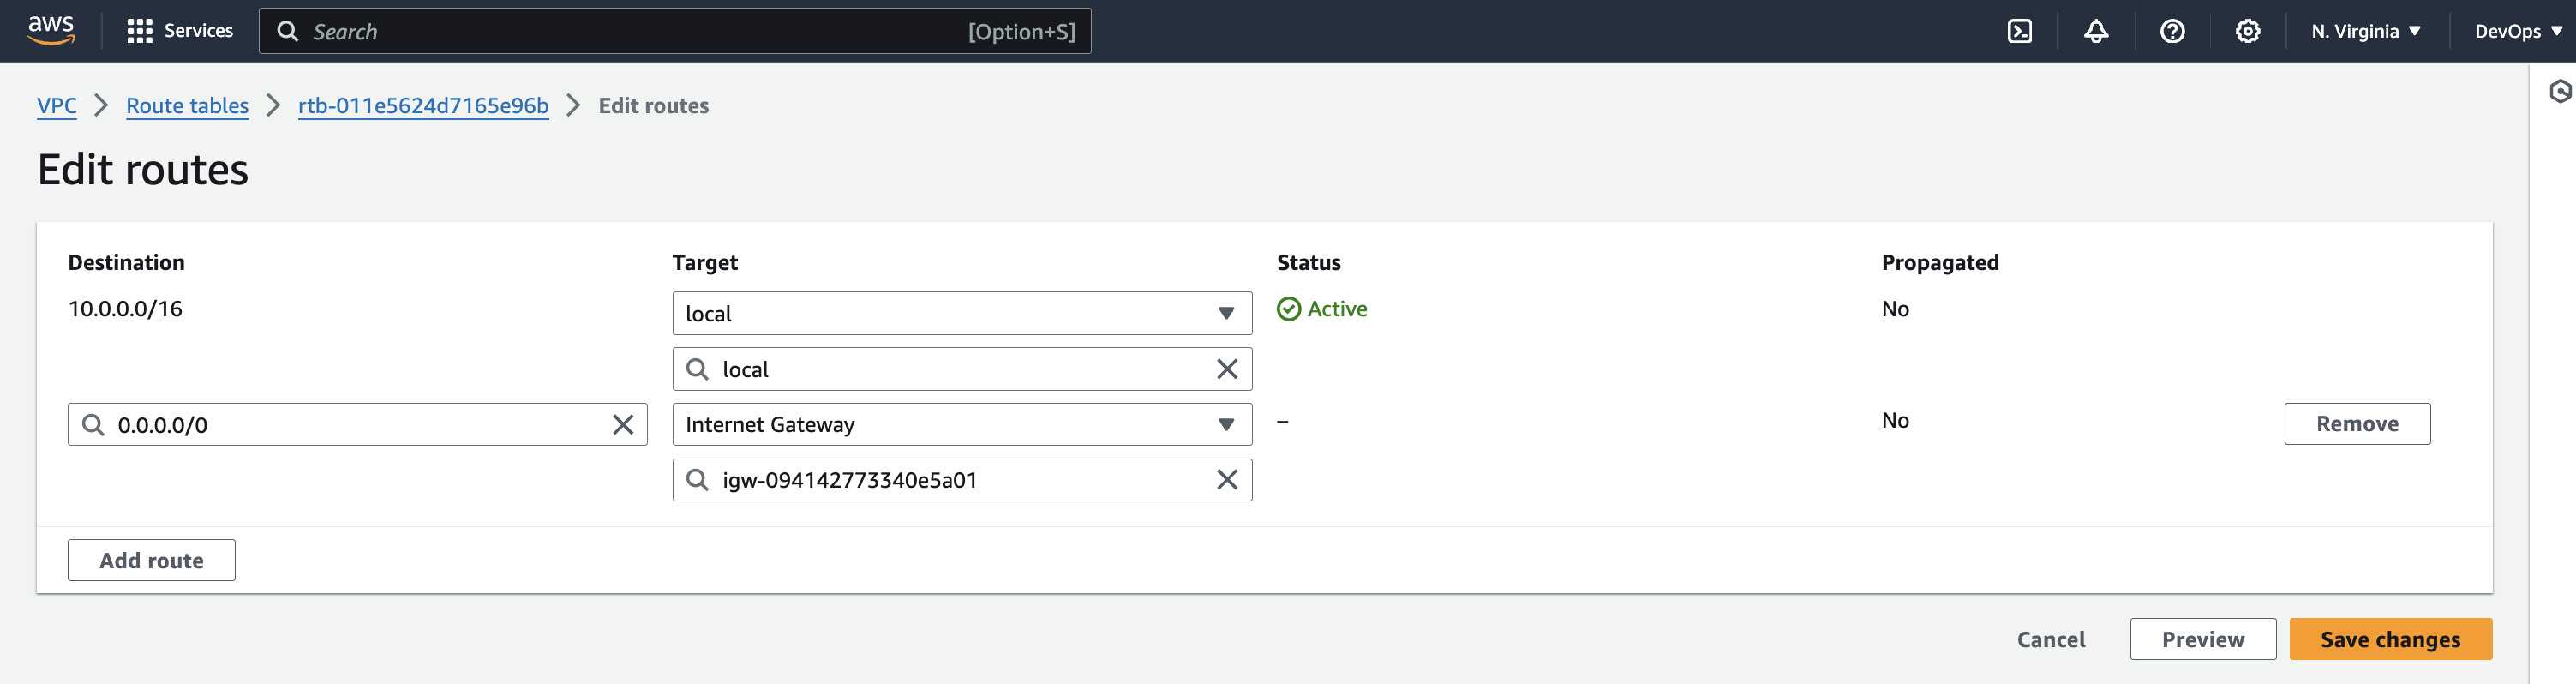 aws Services Search [Option+S] N. Virginia DevOps
VPC Route tables rtb-011e5624d7165e96b Edit routes
Edit routes
Destination Target Status Propagated
10.0.0.0/16 local Active No
local
0.0.0.0/0 Internet Gateway – No Remove
igw-094142773340e5a01
Add route
Cancel Preview Save changes